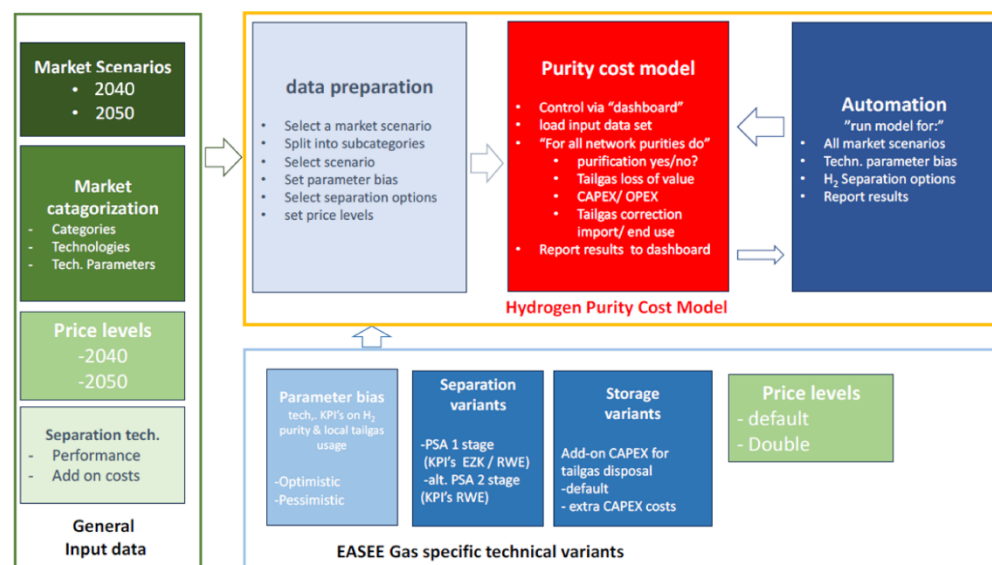 Market Scenarios
• 2040
• 2050
Market
catagorization
- Categories
- Technologies
- Tech. Parameters
Price levels
-2040
-2050
Separation tech.
- Performance
- Add on costs
General
Input data
data preparation
• Select a market scenario
• Split into subcategories
• Select scenario
• Set parameter bias
• Select separation options
• set price levels
Purity cost model
• Control via “dashboard”
• load input data set
• “For all network purities do”
• purification yes/no?
• Tailgas loss of value
• CAPEX/ OPEX
• Tailgas correction
import/ end use
• Report results to dashboard
Automation
"run model for:"
• All market scenarios
• Techn. parameter bias
• H2 Separation options
• Report results
Hydrogen Purity Cost Model
Parameter bias
tech,. KPI's on H2
purity & local tailgas
usage
-Optimistic
-Pessimistic
Separation
variants
-PSA 1 stage
(KPI's EZK / RWE)
-alt. PSA 2 stage
(KPI's RWE)
Storage
variants
Add-on CAPEX for
tailgas disposal
-default
- extra CAPEX costs
Price levels
- default
- Double
EASEE Gas specific technical variants